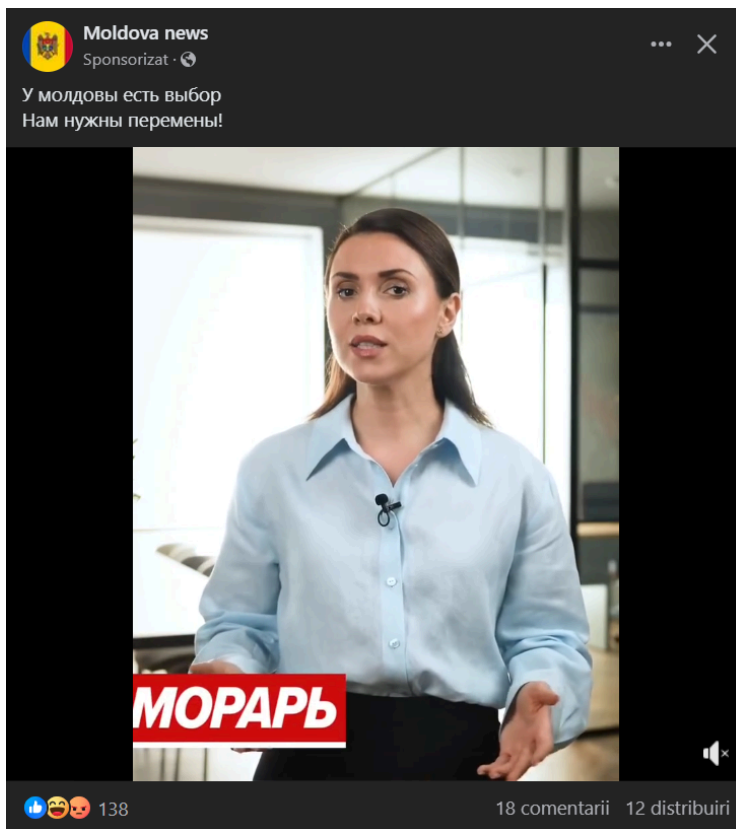 Moldova news
Sponsorizat ·
У молдовы есть выбор
Нам нужны перемены!
МОРАРЬ
138
18 comentarii 12 distribuiri